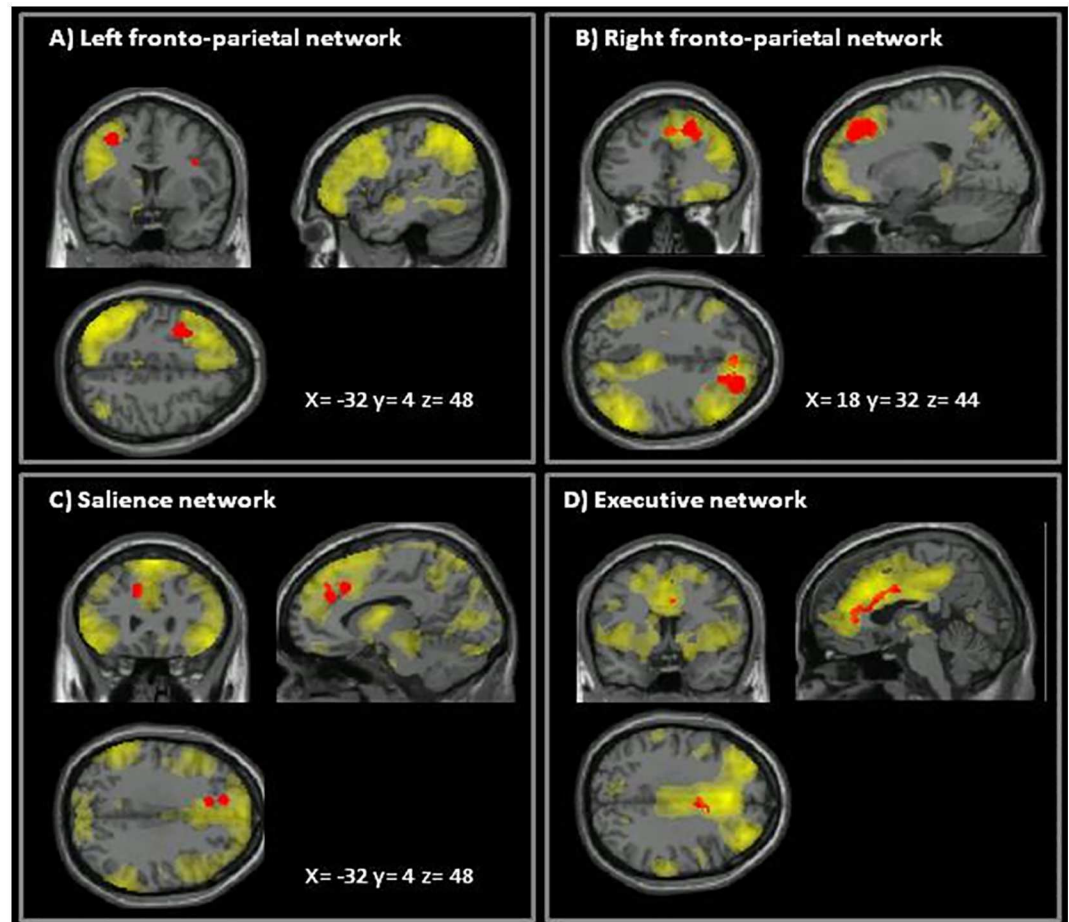 A) Left fronto-parietal network
B) Right fronto-parietal network
X= -32 y= 4 z= 48
X= 18 y= 32 z= 44
C) Salience network
D) Executive network
X= -32 y= 4 z= 48